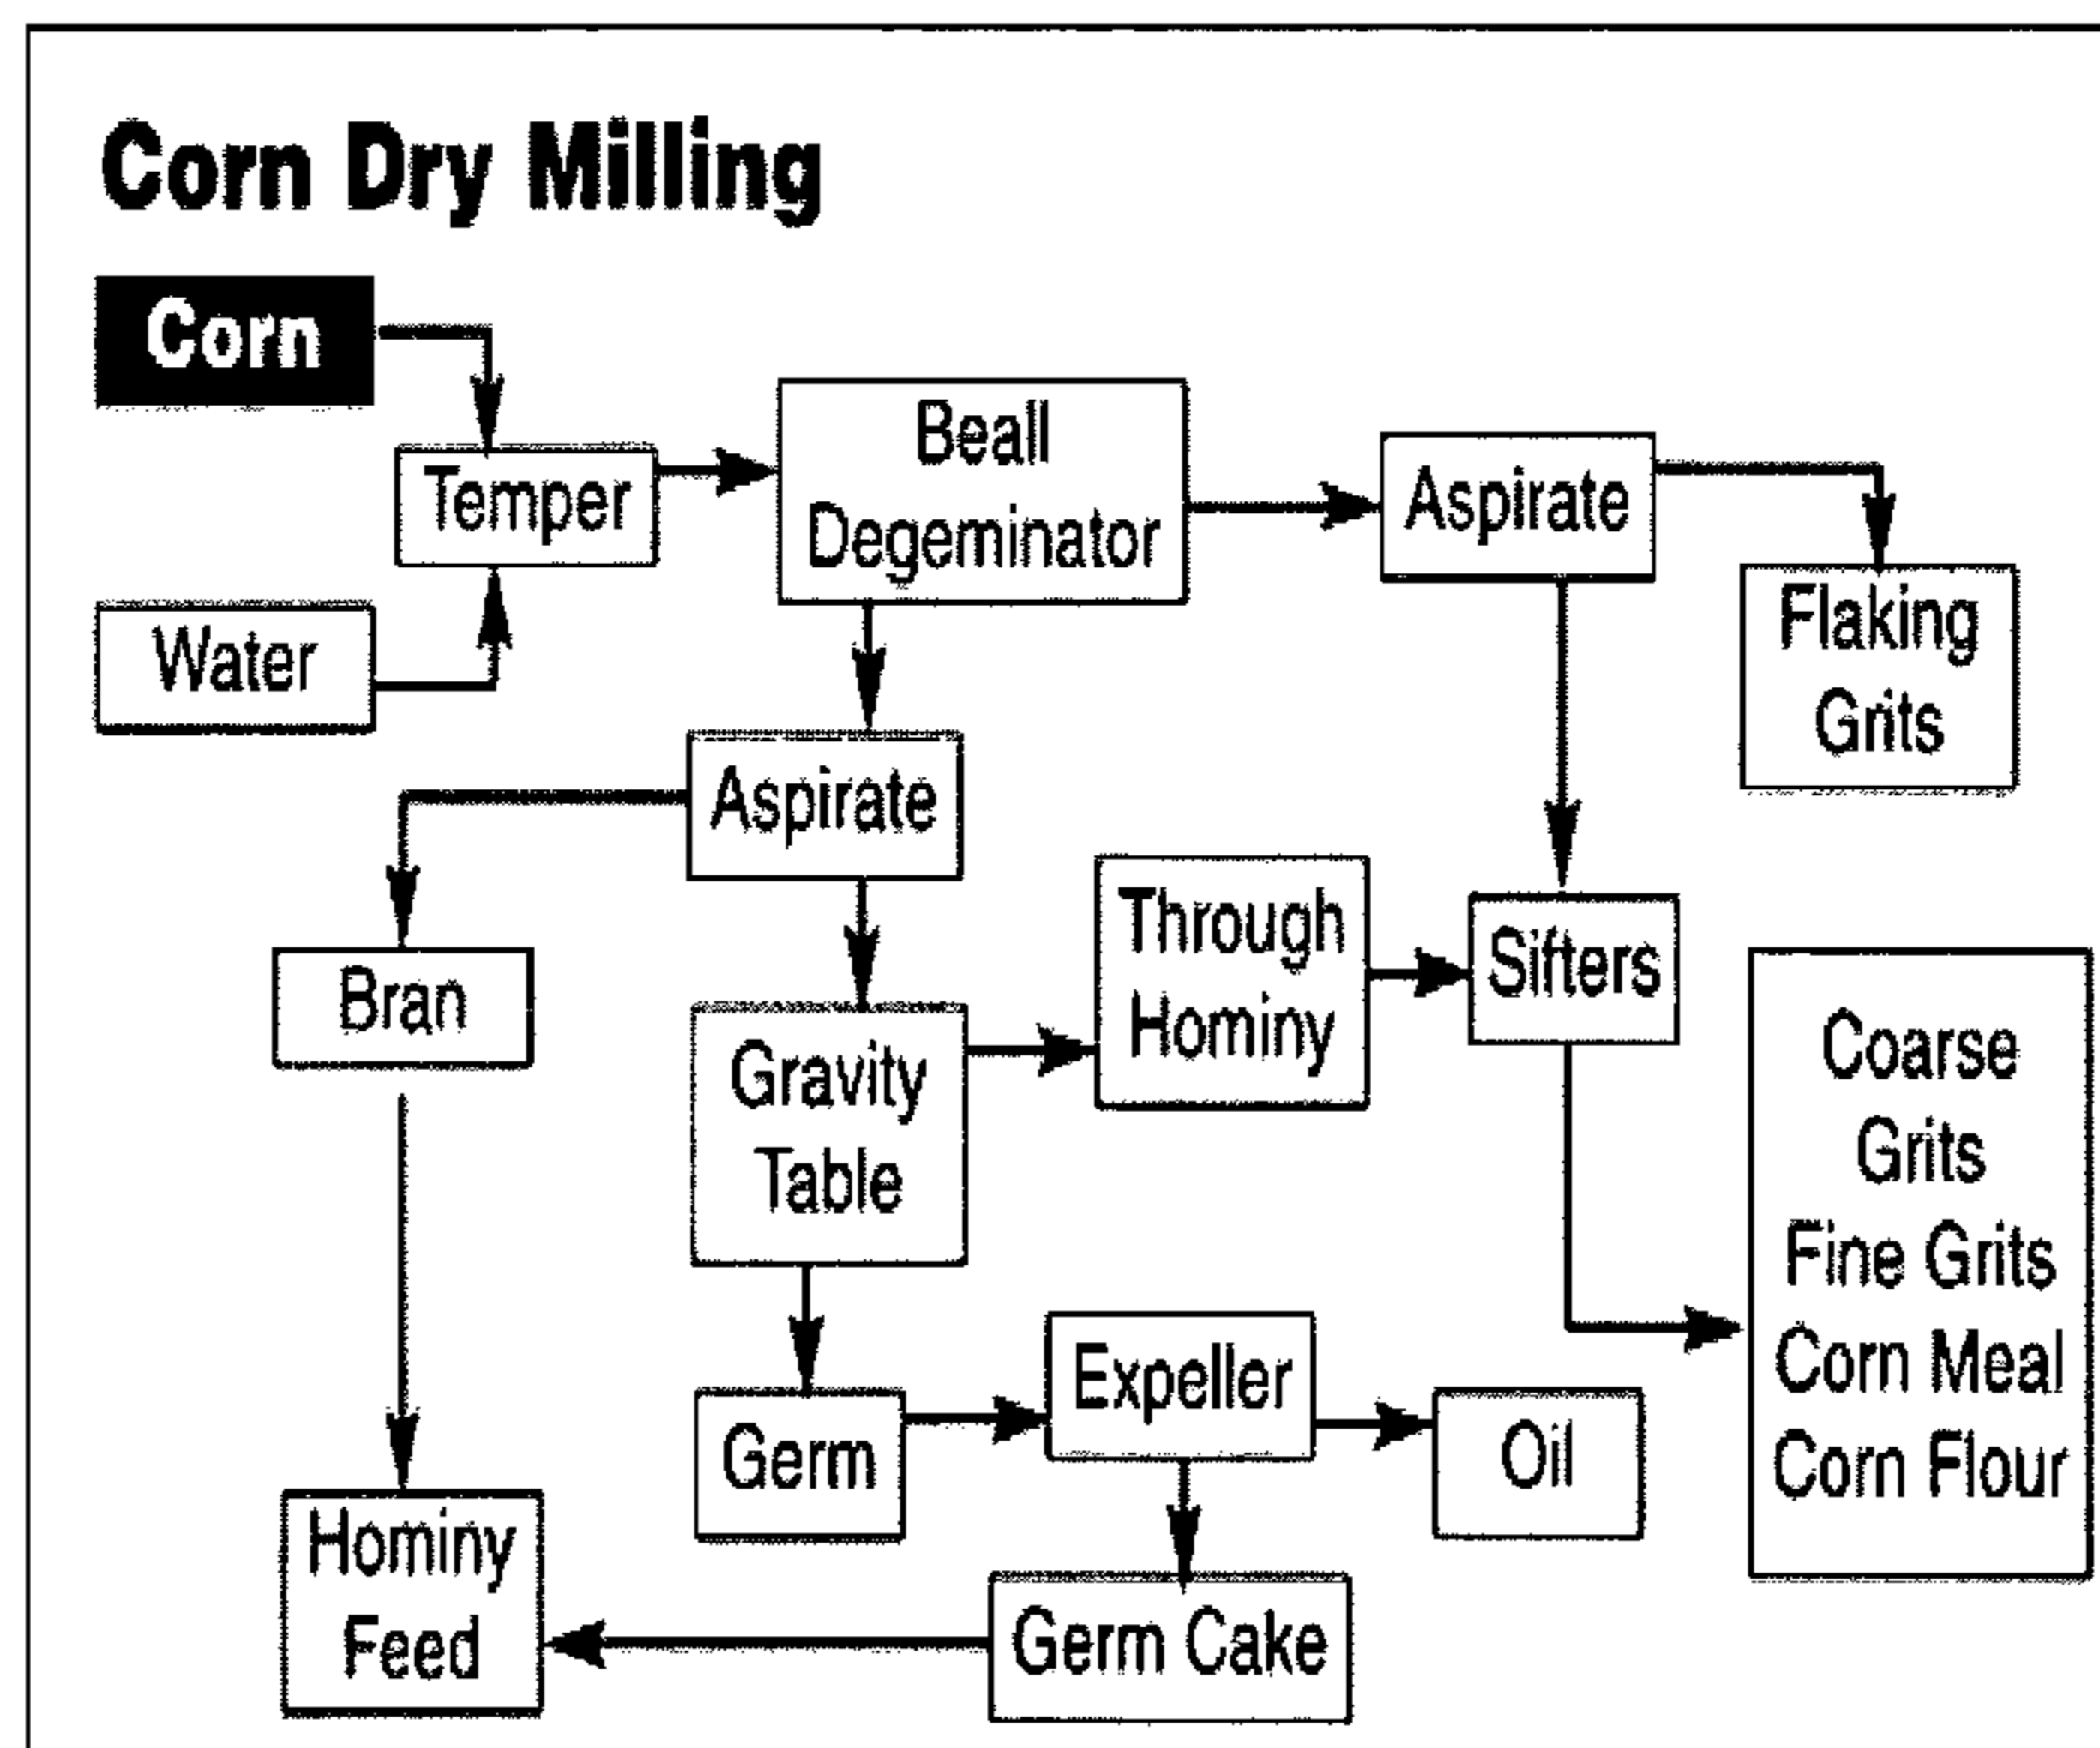 Corn Dry Milling
Corn
Temper
Water
Beall
Degeminator
Aspirate
Flaking
Grits
Aspirate
Bran
Through
Hominy
Sifters
Gravity
Table
Coarse
Grits
Fine Grits
Corn Meal
Corn Flour
Germ
Expeller
Oil
Hominy
Feed
Germ Cake